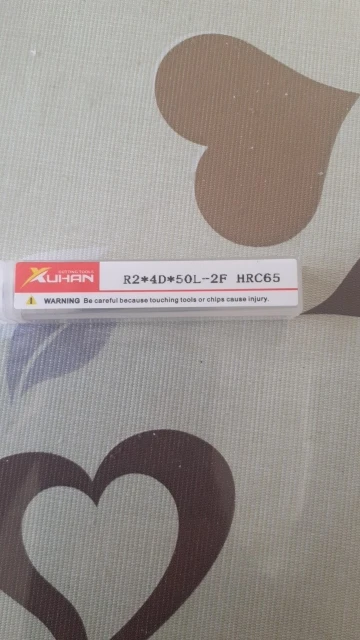 XUHAN
R2*4D*50L-2F HRC65
WARNING Be careful because touching tools or chips cause injury.